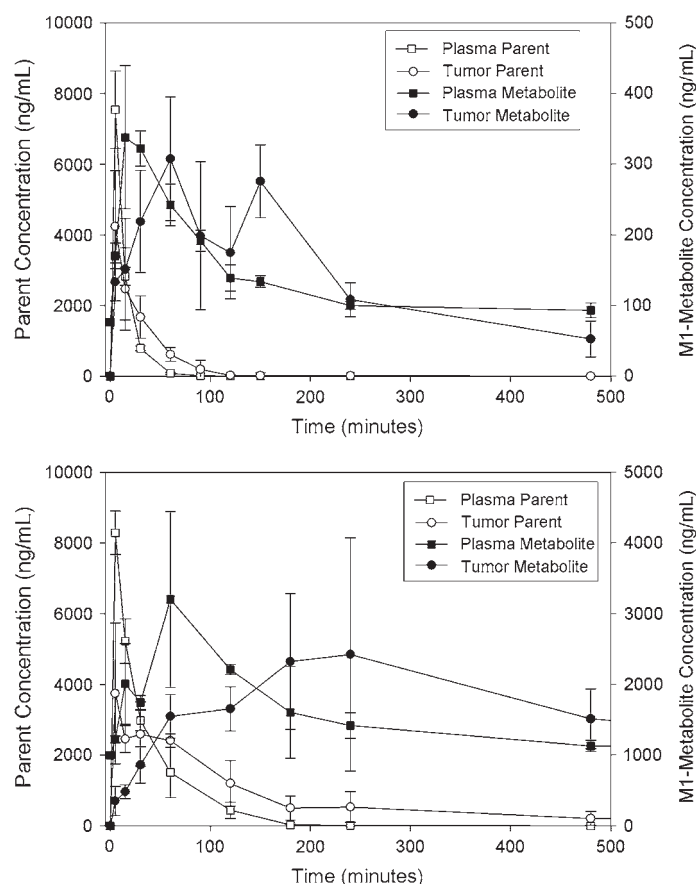 10000
8000
6000
4000
2000
0
Parent Concentration (ng/mL)
500
400
300
200
100
0
M1-Metabolite Concentration (ng/mL)
Plasma Parent
Tumor Parent
Plasma Metabolite
Tumor Metabolite
0 100 200 300 400 500
Time (minutes)
10000
8000
6000
4000
2000
0
Parent Concentration (ng/mL)
5000
4000
3000
2000
1000
0
M1-Metabolite Concentration (ng/mL)
Plasma Parent
Tumor Parent
Plasma Metabolite
Tumor Metabolite
0 100 200 300 400 500
Time (minutes)